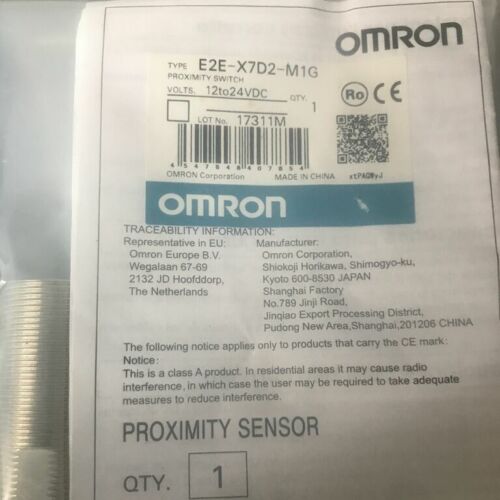 OMRON
TYPE E2E-X7D2-M1G
PROXIMITY SWITCH
VOLTS. 12to24VDC QTY. 1
LOT No. 17311M
Ro CE
4 547848407854
xtPAQWyJ
OMRON Corporation MADE IN CHINA
OMRON
TRACEABILITY INFORMATION:
Representative in EU:
Omron Europe B.V.
Wegalaan 67-69
2132 JD Hoofddorp,
The Netherlands
Manufacturer:
Omron Corporation,
Shiokoji Horikawa, Shimogyo-ku,
Kyoto 600-8530 JAPAN
Shanghai Factory
No.789 Jinji Road,
Jinqiao Export Processing District,
Pudong New Area,Shanghai,201206 CHINA
The following notice applies only to products that carry the CE mark:
Notice:
This is a class A product. In residential areas it may cause radio
interference, in which case the user may be required to take adequate
measures to reduce interference.
PROXIMITY SENSOR
QTY. 1